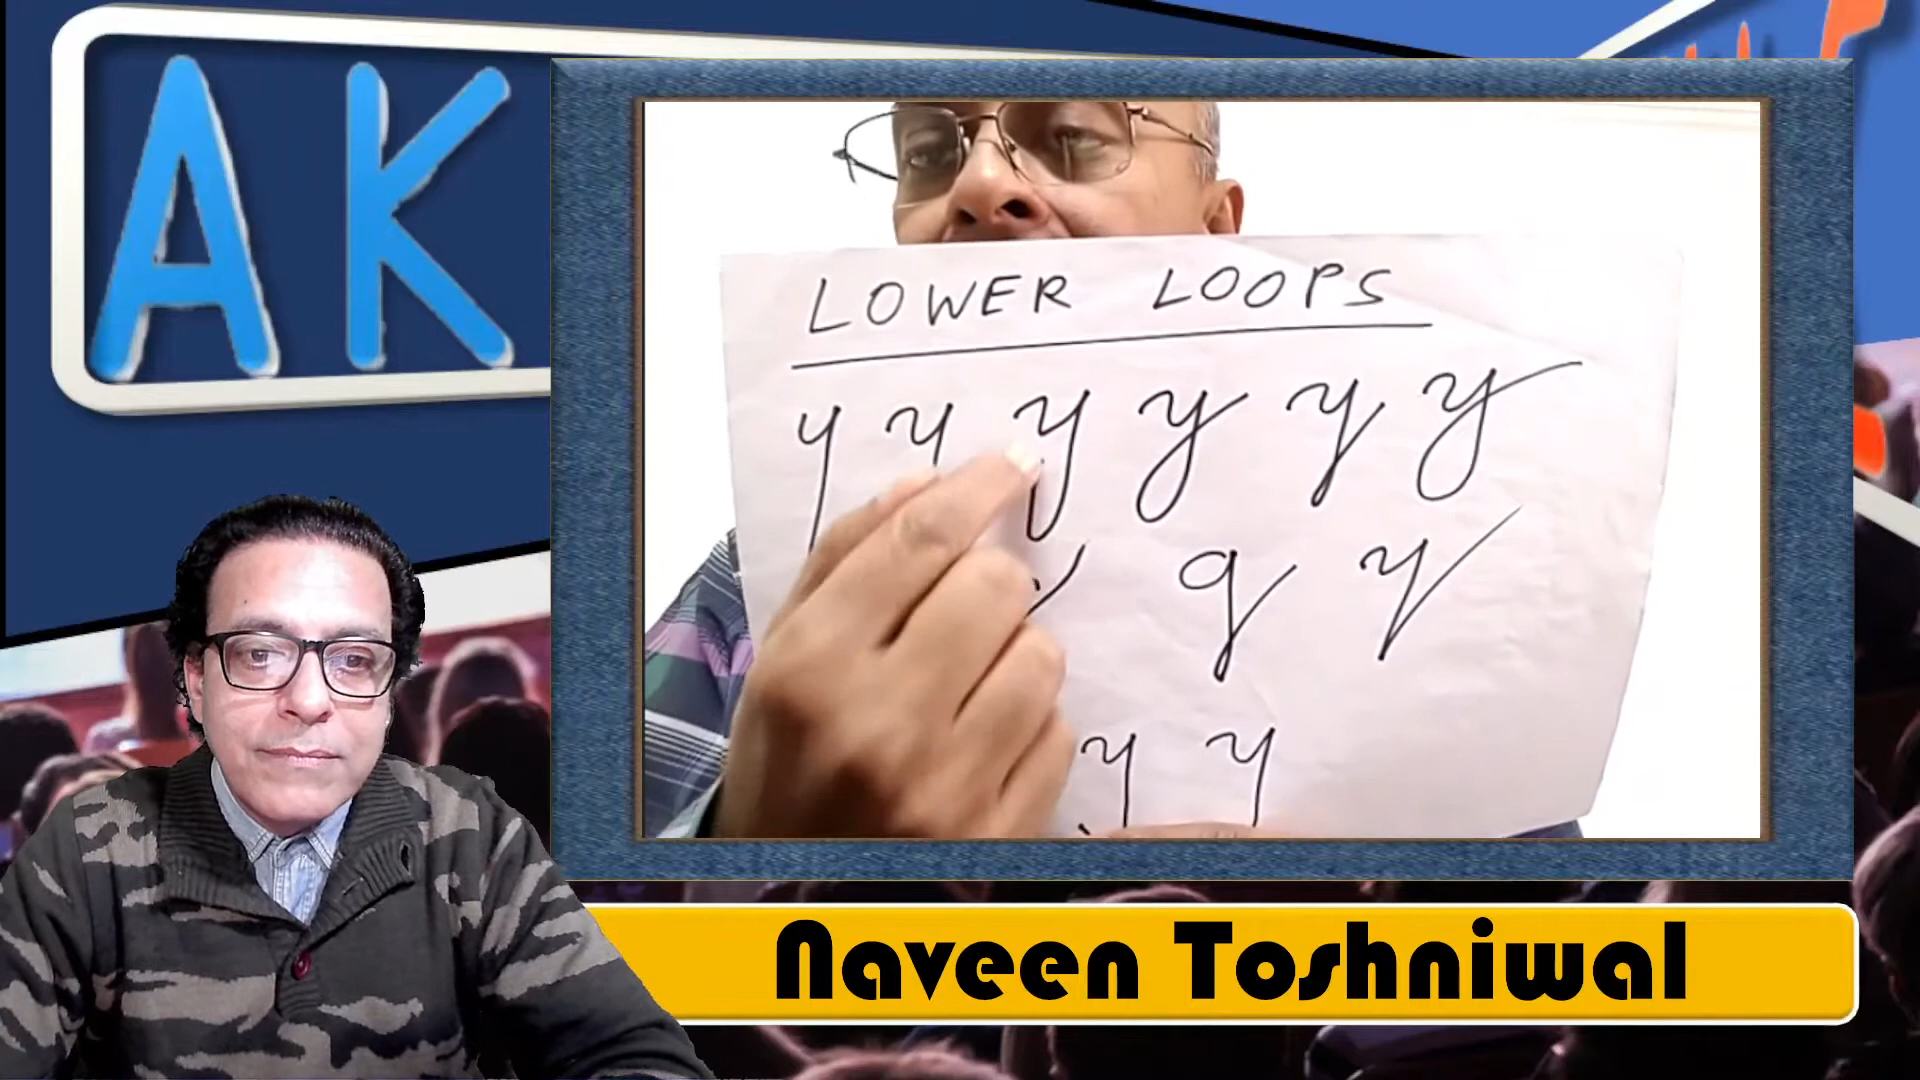 AK
LOWER LOOPS
y y y y y y
g y
y y
Naveen Toshniwal